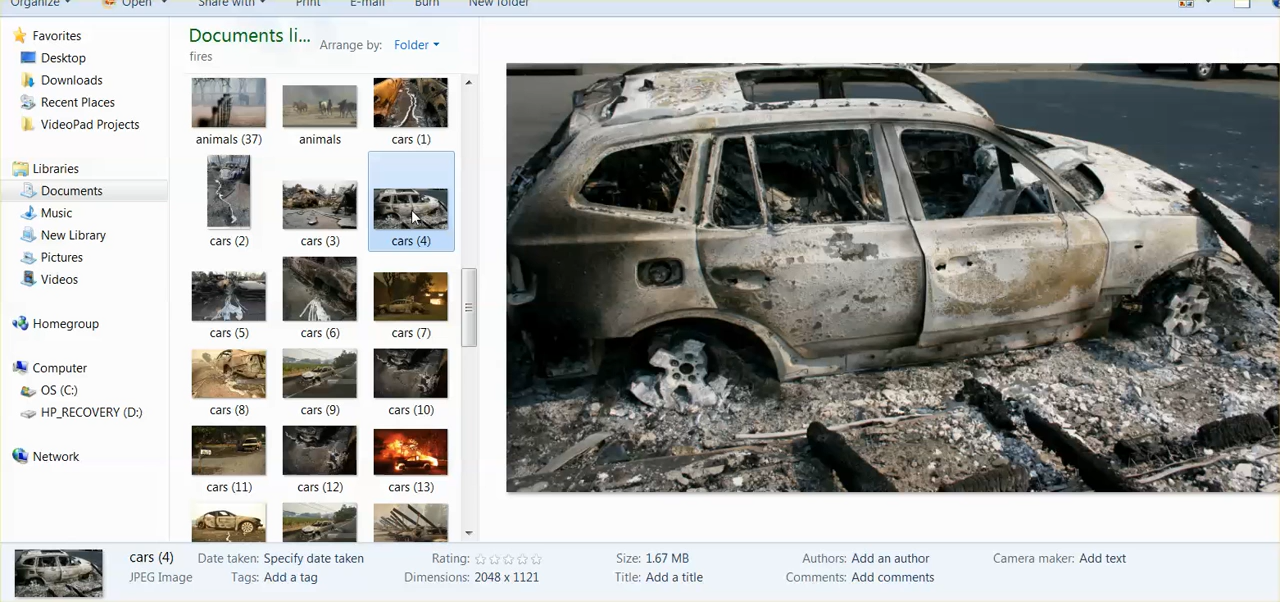 Organize Open Share with Print E-mail Burn New folder
Favorites
Desktop
Downloads
Recent Places
VideoPad Projects
Libraries
Documents
Music
New Library
Pictures
Videos
Homegroup
Computer
OS (C:)
HP_RECOVERY (D:)
Network
Documents li... Arrange by: Folder
fires
animals (37) animals cars (1)
cars (2) cars (3) cars (4)
cars (5) cars (6) cars (7)
cars (8) cars (9) cars (10)
cars (11) cars (12) cars (13)
cars (4) Date taken: Specify date taken Rating: Size: 1.67 MB Authors: Add an author Camera maker: Add text
JPEG Image Tags: Add a tag Dimensions: 2048 x 1121 Title: Add a title Comments: Add comments